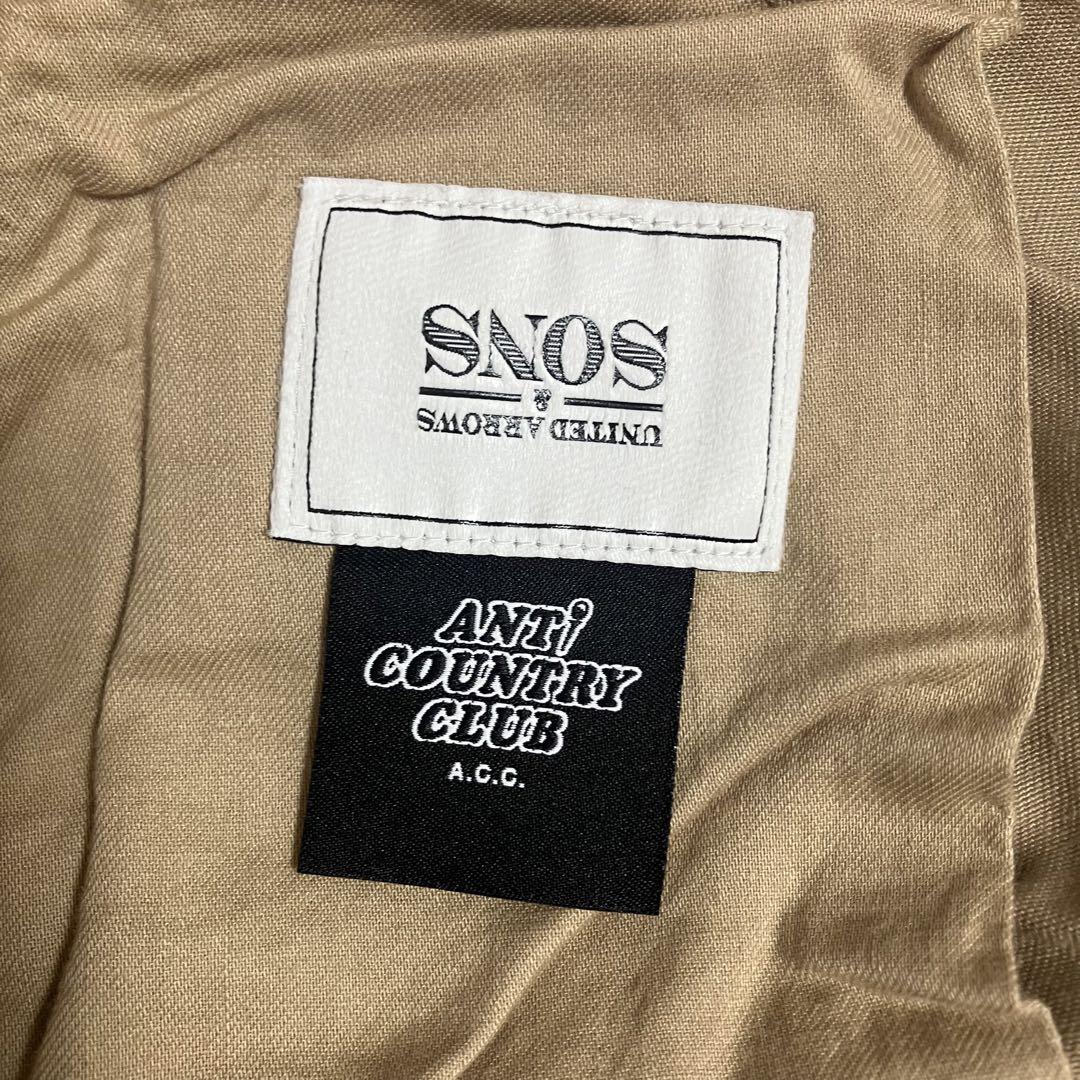 UNITED ARROWS
&
SONS
ANTi
COUNTRY
CLUB
A.C.C.